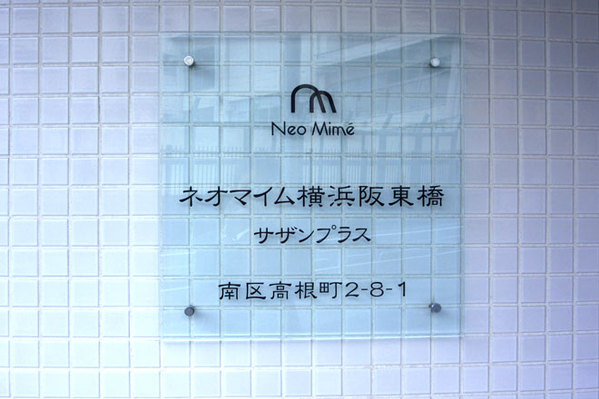 Neo Mimé
ネオマイム横浜阪東橋
サザンプラス
南区高根町2-8-1